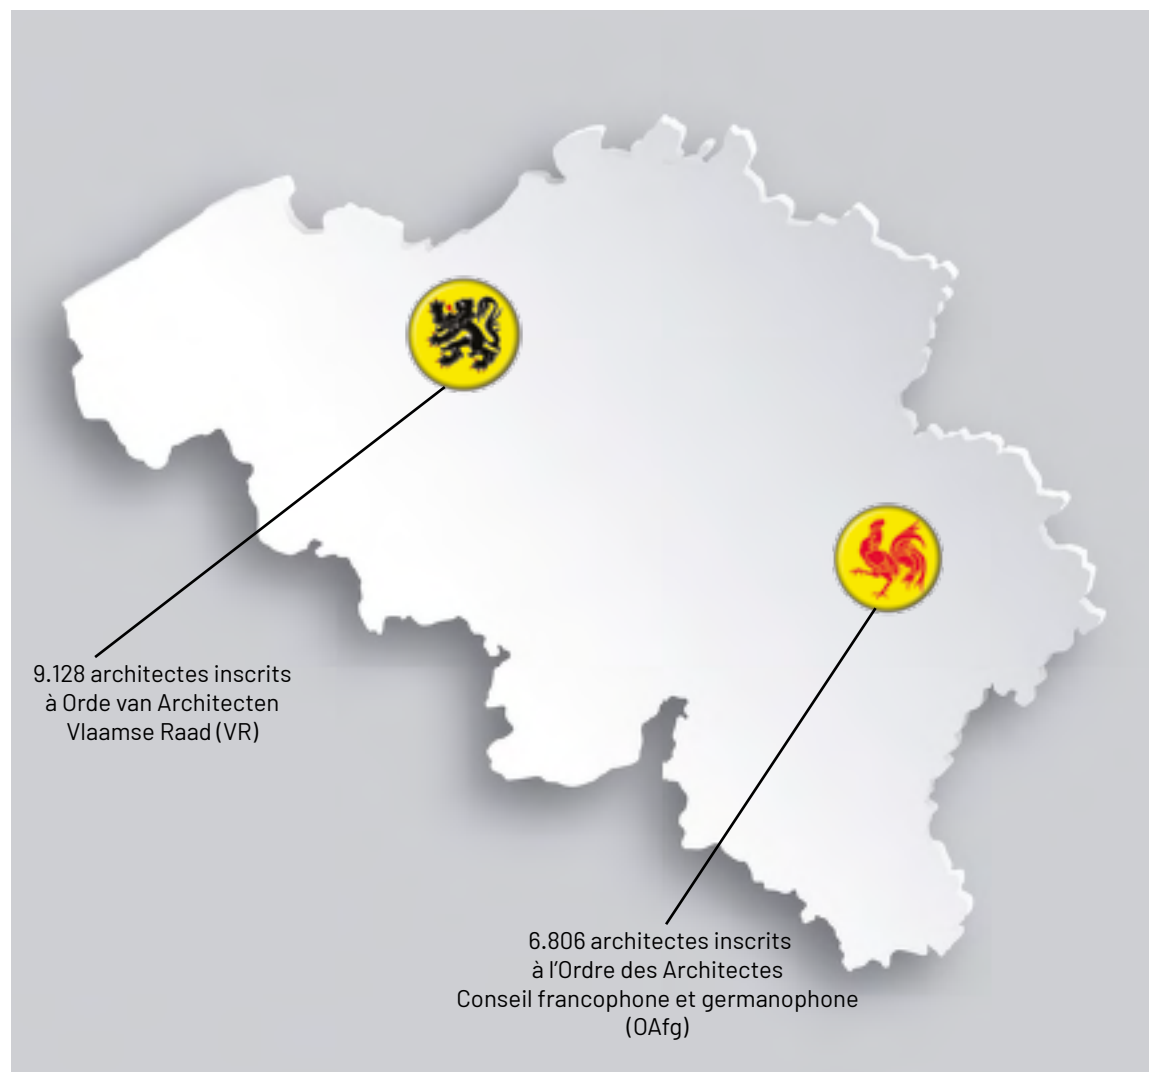 9.128 architectes inscrits
à Orde van Architecten
Vlaamse Raad (VR)
6.806 architectes inscrits
à l'Ordre des Architectes
Conseil francophone et germanophone
(OAfg)